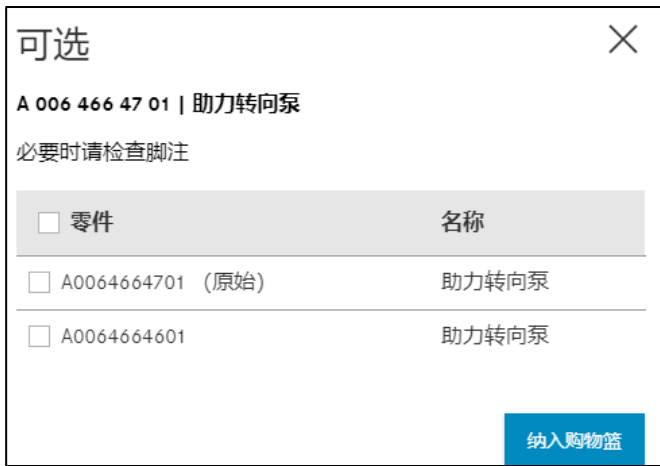 可选
A 006 466 47 01 | 助力转向泵
必要时请检查脚注
零件 名称
A0064664701 (原始) 助力转向泵
A0064664601 助力转向泵
纳入购物篮